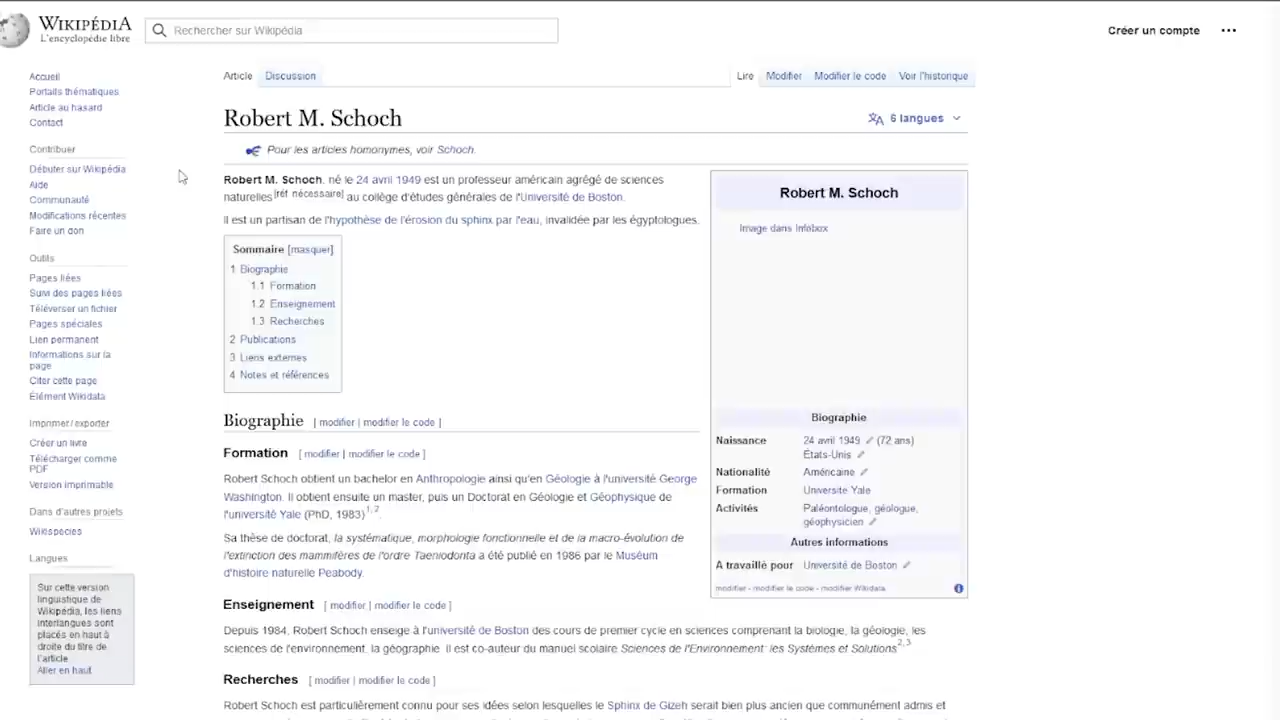 WIKIPÉDIA
L'encyclopédie libre
Rechercher sur Wikipédia
Créer un compte
Accueil
Portails thématiques
Article au hasard
Contact
Contribuer
Débuter sur Wikipédia
Aide
Communauté
Modifications récentes
Faire un don
Outils
Pages liées
Suivi des pages liées
Téléverser un fichier
Pages spéciales
Lien permanent
Informations sur la
page
Citer cette page
Élément Wikidata
Imprimer/exporter
Créer un livre
Télécharger comme
PDF
Version imprimable
Dans d'autres projets
Wikispecies
Langues
Sur cette version
linguistique de
Wikipédia, les liens
interlangues sont
placés en haut à
droite du titre de
l'article
Aller en haut
Article Discussion
Lire Modifier Modifier le code Voir l'historique
Robert M. Schoch
6 langues
Pour les articles homonymes, voir Schoch.
Robert M. Schoch, né le 24 avril 1949 est un professeur américain agrégé de sciences
naturelles[réf nécessaire] au collège d'études générales de l'Université de Boston.
Il est un partisan de l'hypothèse de l'érosion du sphinx par l'eau, invalidée par les égyptologues.
Sommaire [masquer]
1 Biographie
1.1 Formation
1.2 Enseignement
1.3 Recherches
2 Publications
3 Liens externes
4 Notes et références
Biographie [ modifier | modifier le code ]
Formation [ modifier | modifier le code ]
Robert Schoch obtient un bachelor en Anthropologie ainsi qu'en Géologie à l'université George
Washington. Il obtient ensuite un master, puis un Doctorat en Géologie et Géophysique de
l'université Yale (PhD, 1983)1,2.
Sa thèse de doctorat, la systématique, morphologie fonctionnelle et de la macro-évolution de
l'extinction des mammifères de l'ordre Taeniodonta a été publié en 1986 par le Muséum
d'histoire naturelle Peabody.
Enseignement [ modifier | modifier le code ]
Depuis 1984, Robert Schoch enseige à l'université de Boston des cours de premier cycle en sciences comprenant la biologie, la géologie, les
sciences de l'environnement, la géographie. Il est co-auteur du manuel scolaire Sciences de l'Environnement: les Systèmes et Solutions2,3
Recherches [ modifier | modifier le code ]
Robert Schoch est particulièrement connu pour ses idées selon lesquelles le Sphinx de Gizeh serait bien plus ancien que communément admis et
Robert M. Schoch
Image dans Infobox
Biographie
Naissance 24 avril 1949 (72 ans)
États-Unis
Nationalité Américaine
Formation Université Yale
Activités Paléontologue, géologue,
géophysicien
Autres informations
A travaillé pour Université de Boston
modifier - modifier le code - modifier Wikidata